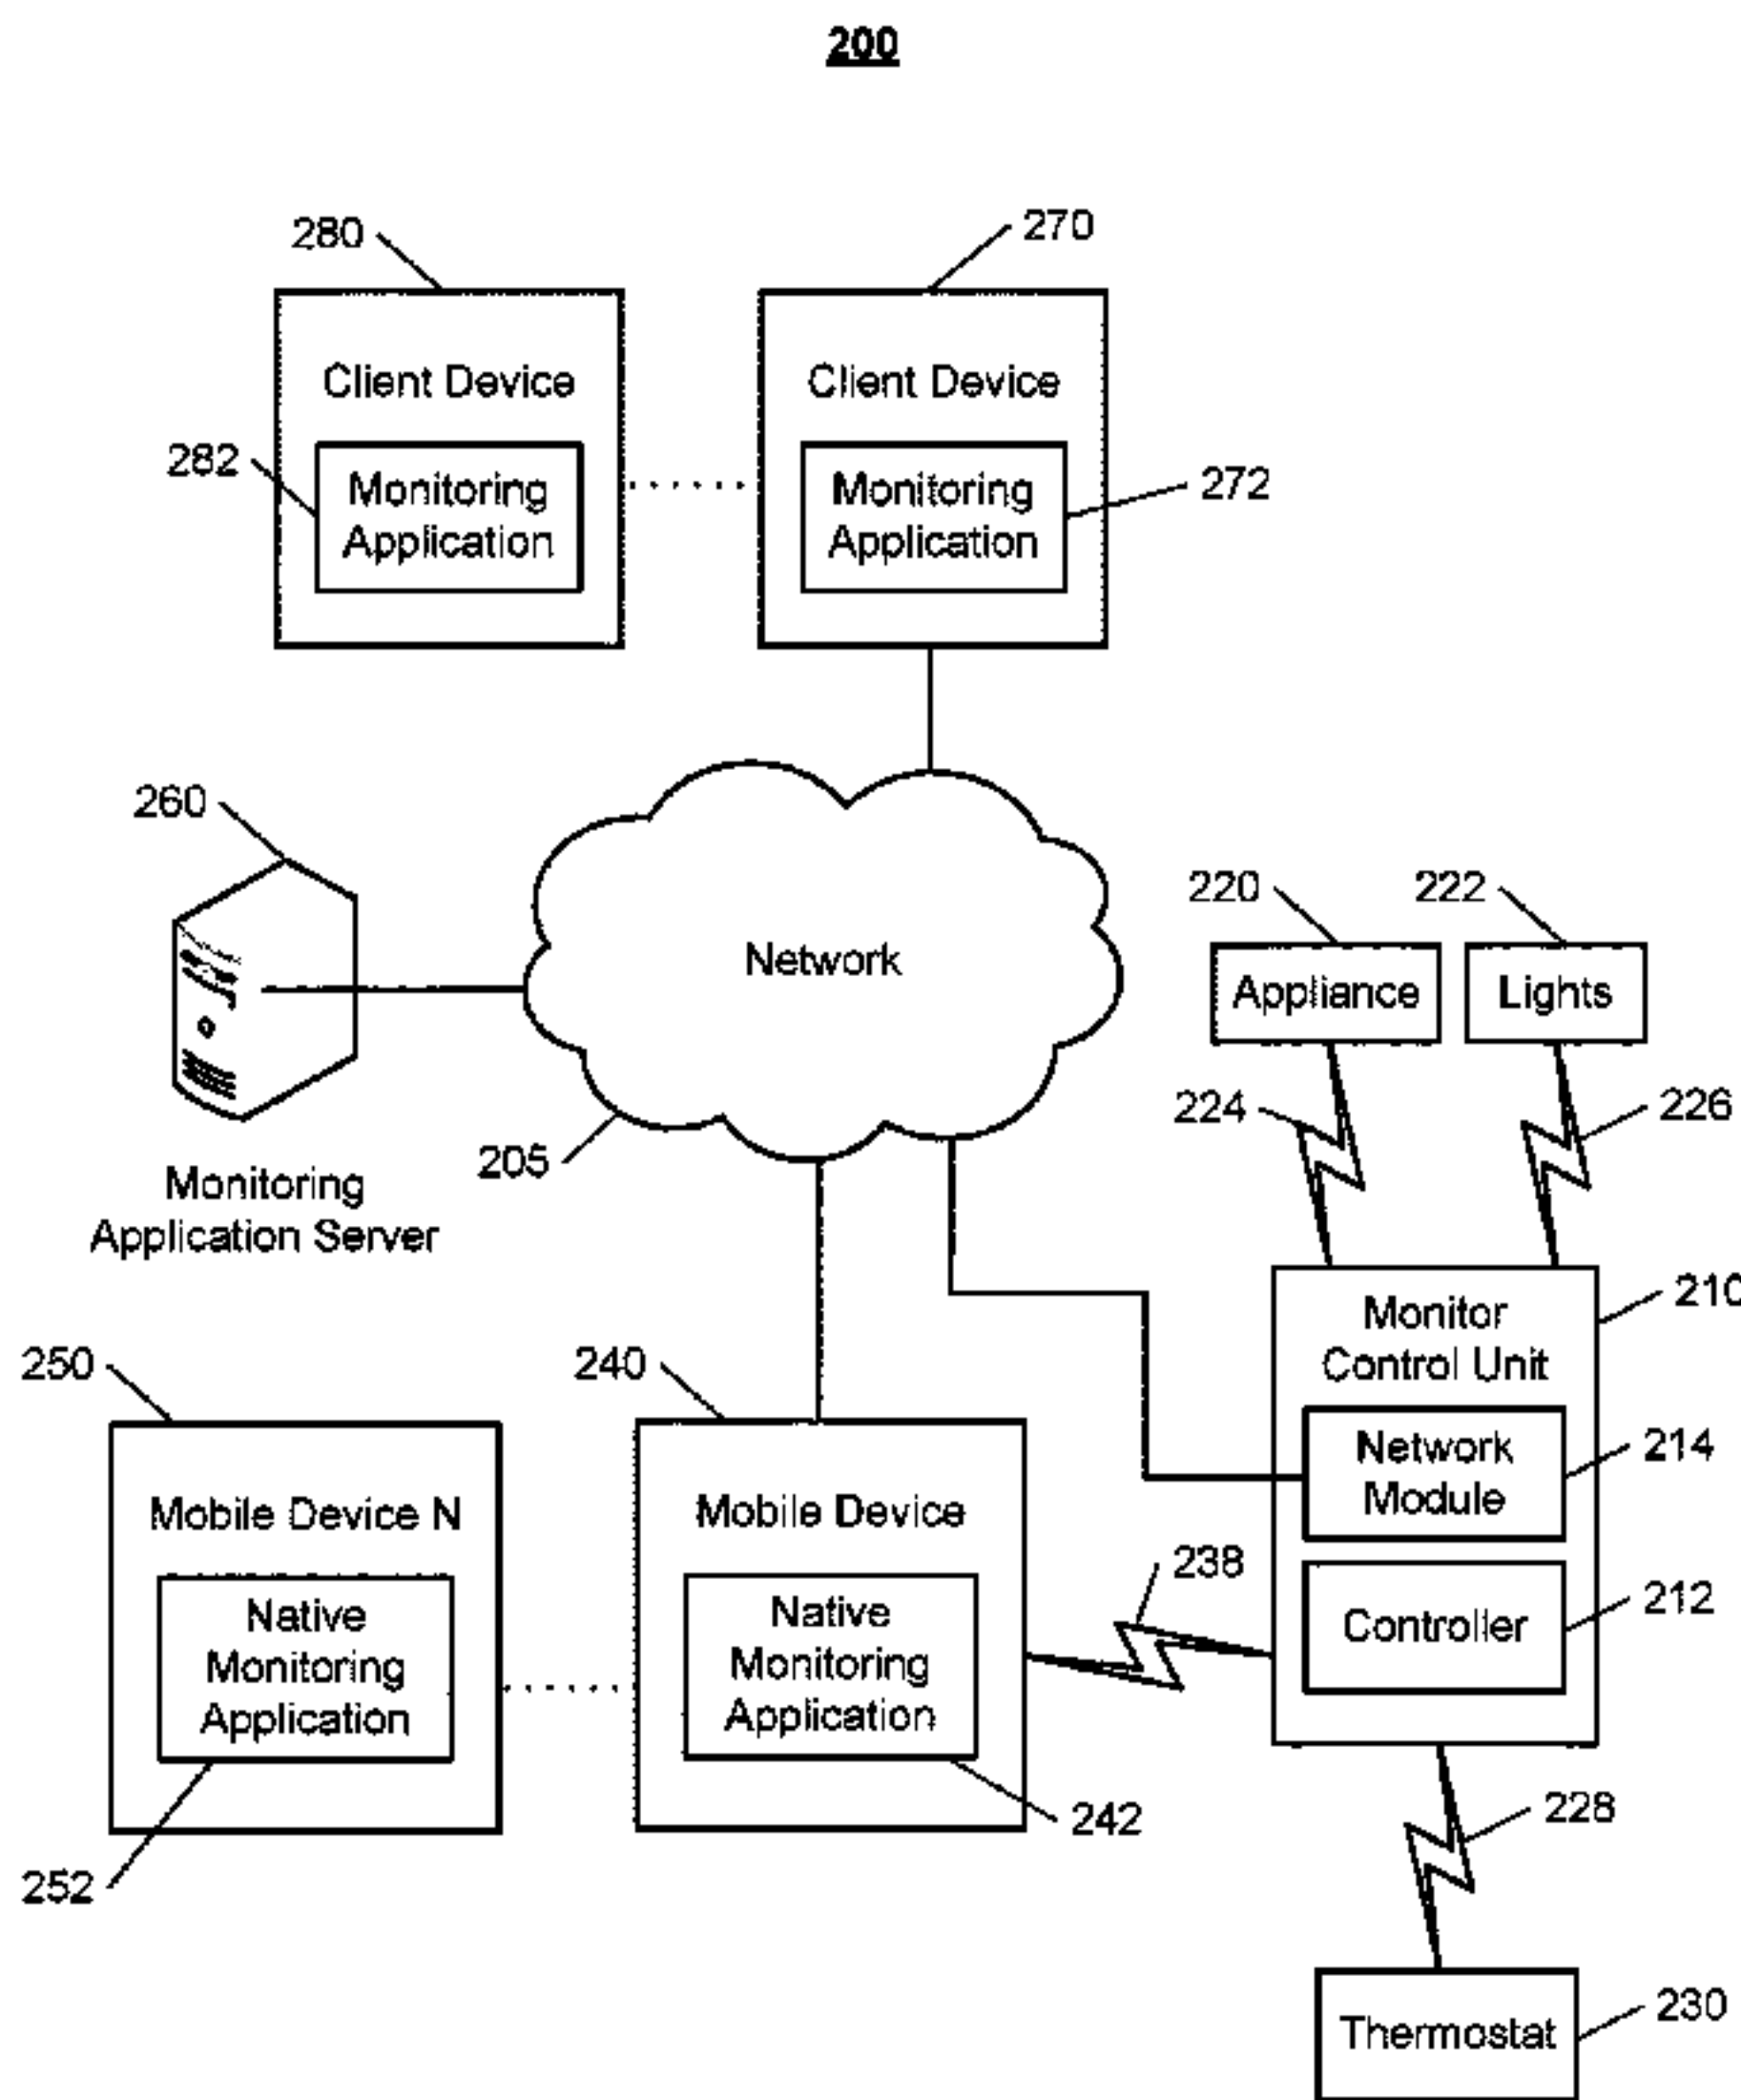 200
280
270
Client Device
Client Device
282
Monitoring
Application
Monitoring
Application
272
260
Network
220
222
Appliance
Lights
224
226
205
Monitoring
Application Server
210
Monitor
Control Unit
250
240
Network
Module
214
Mobile Device N
Mobile Device
238
Controller
212
Native
Monitoring
Application
Native
Monitoring
Application
252
242
228
Thermostat
230